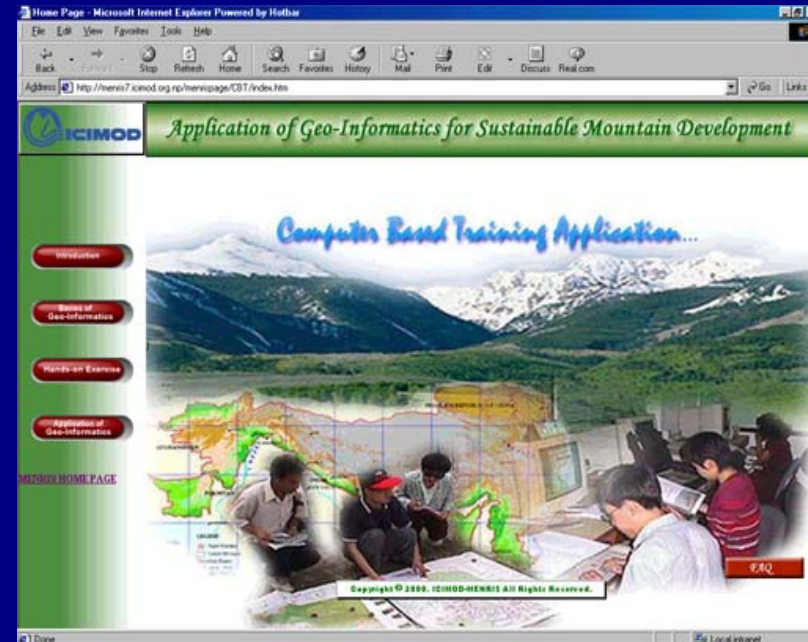 Home Page - Microsoft Internet Explorer Powered by Hotbar
File Edit View Favorites Tools Help
Back Forward Stop Refresh Home Search Favorites History Mail Print Edit Discuss Real.com
Address http://menris7.icimod.org.np/menrispage/CBT/index.htm Go Links
ICIMOD
Application of Geo-Informatics for Sustainable Mountain Development
Computer Based Training Application...
Introduction
Basics of
Geo-Informatics
Hands-on Exercise
Application of
Geo-Informatics
MENRIS HOME PAGE
LEGEND
FAQ
Copyright © 2000. ICIMOD-MENRIS All Rights Reserved.
Done
Local intranet